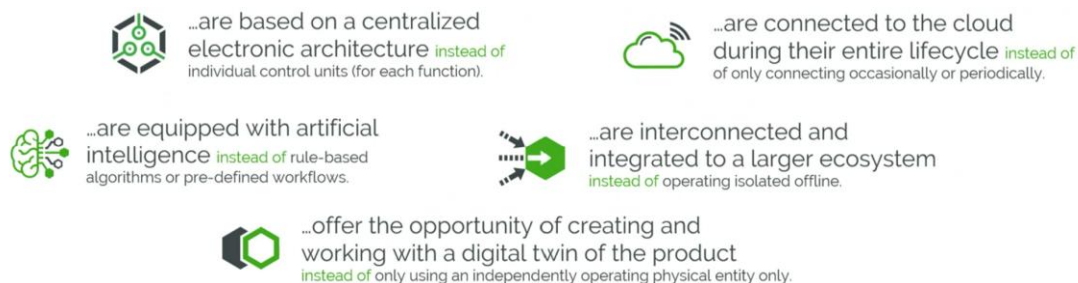 ...are based on a centralized
electronic architecture instead of
individual control units (for each function).
...are connected to the cloud
during their entire lifecycle instead of
of only connecting occasionally or periodically.
...are equipped with artificial
intelligence instead of rule-based
algorithms or pre-defined workflows.
...are interconnected and
integrated to a larger ecosystem
instead of operating isolated offline.
...offer the opportunity of creating and
working with a digital twin of the product
instead of only using an independently operating physical entity only.